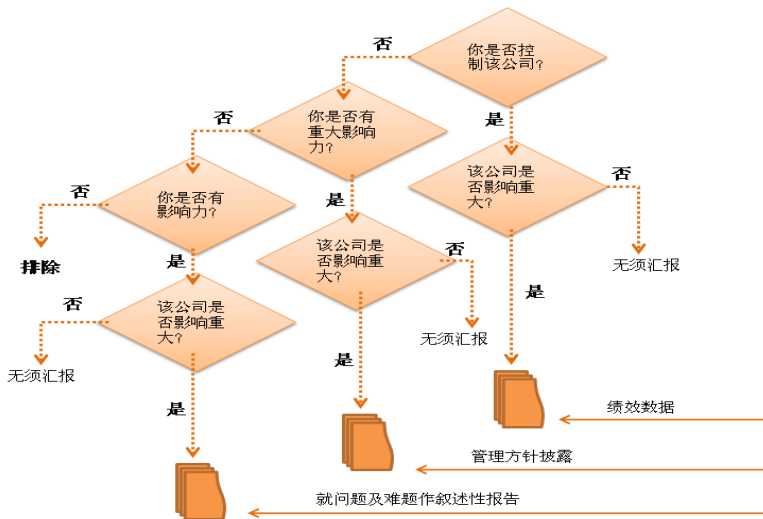 否
你是否控
制该公司？
否
你是否有
重大影响
力？
是
否
你是否有
影响力？
是
该公司是
否影响重
大？
否
无须汇报
否
排除
是
该公司是
否影响重
大？
否
无须汇报
是
否
该公司是
否影响重
大？
无须汇报
是
是
绩效数据
管理方针披露
就问题及难题作叙述性报告